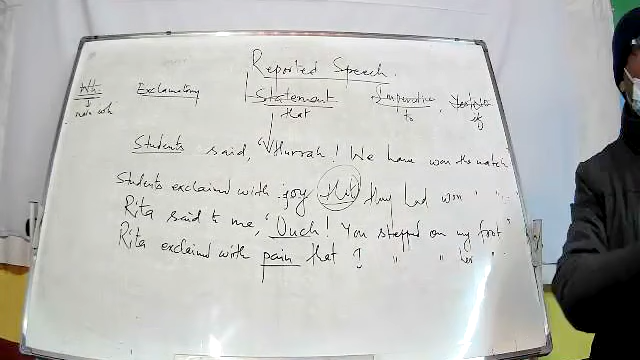 Reported Speech.
Wh. Exclamatory Statement Imperative
that to if
Students said, "Hurrah! We have won the match
Students exclaimed with joy that they had won " "
Rita said to me, "Ouch! You stepped on my foot"
Rita exclaimed with pain that I " " her "